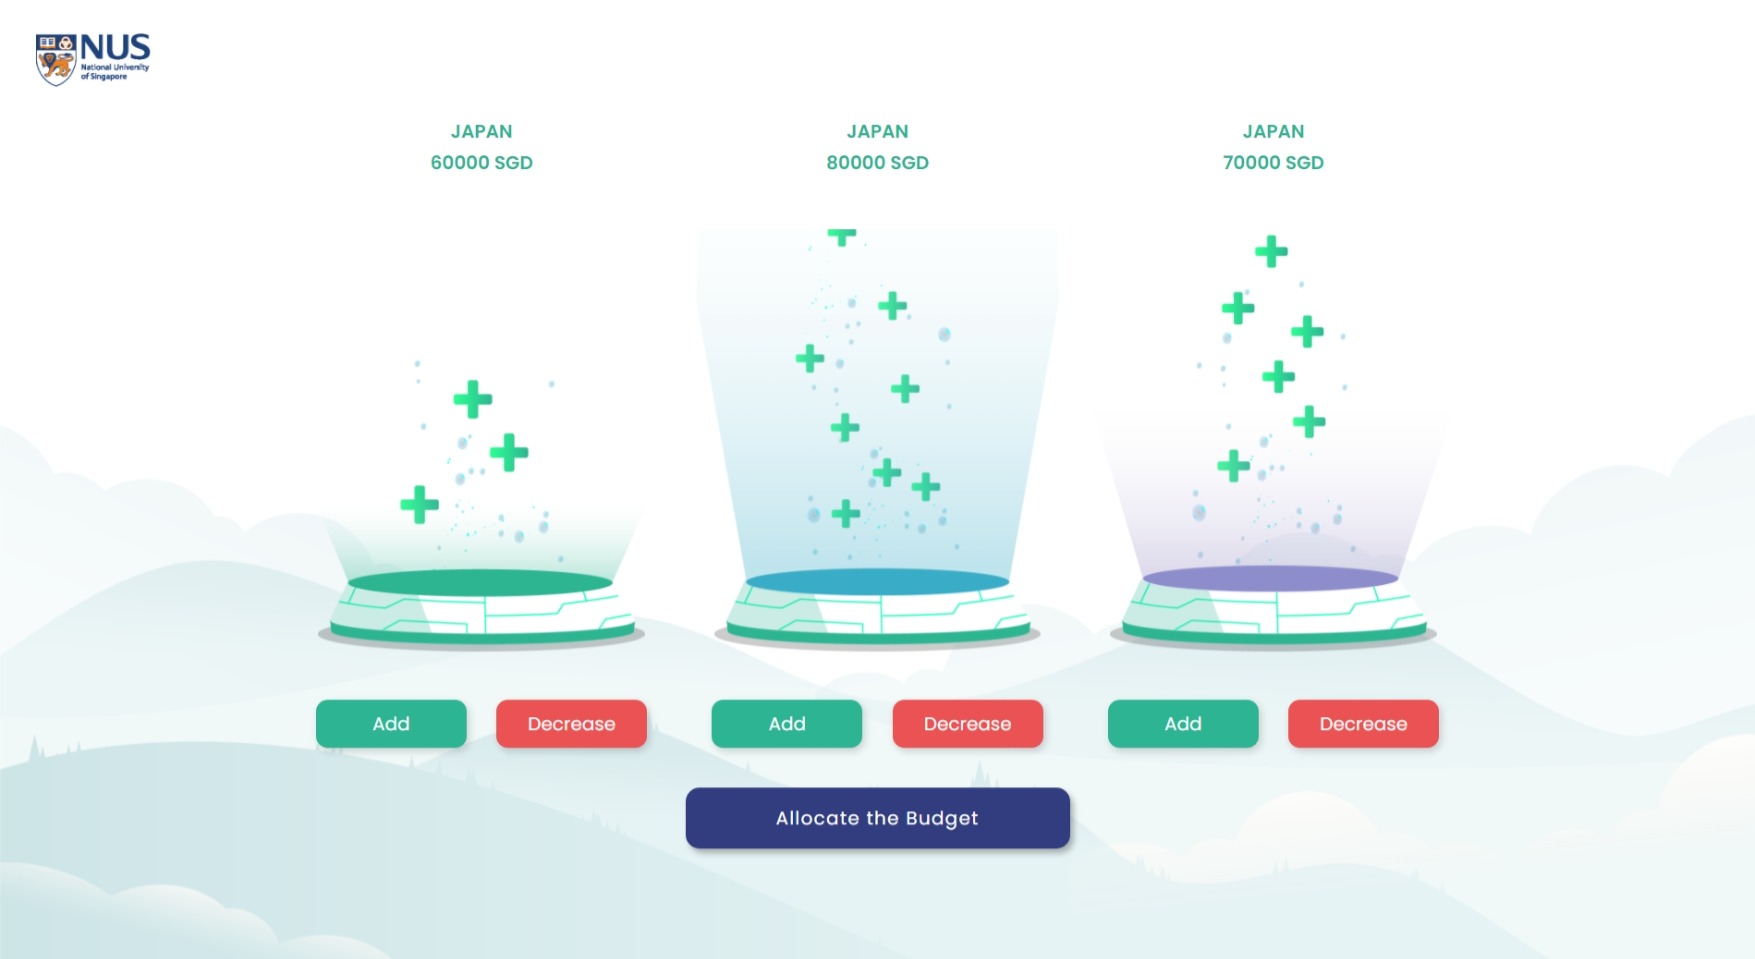 NUS
National University
of Singapore
JAPAN
60000 SGD
JAPAN
80000 SGD
JAPAN
70000 SGD
Add
Decrease
Add
Decrease
Add
Decrease
Allocate the Budget